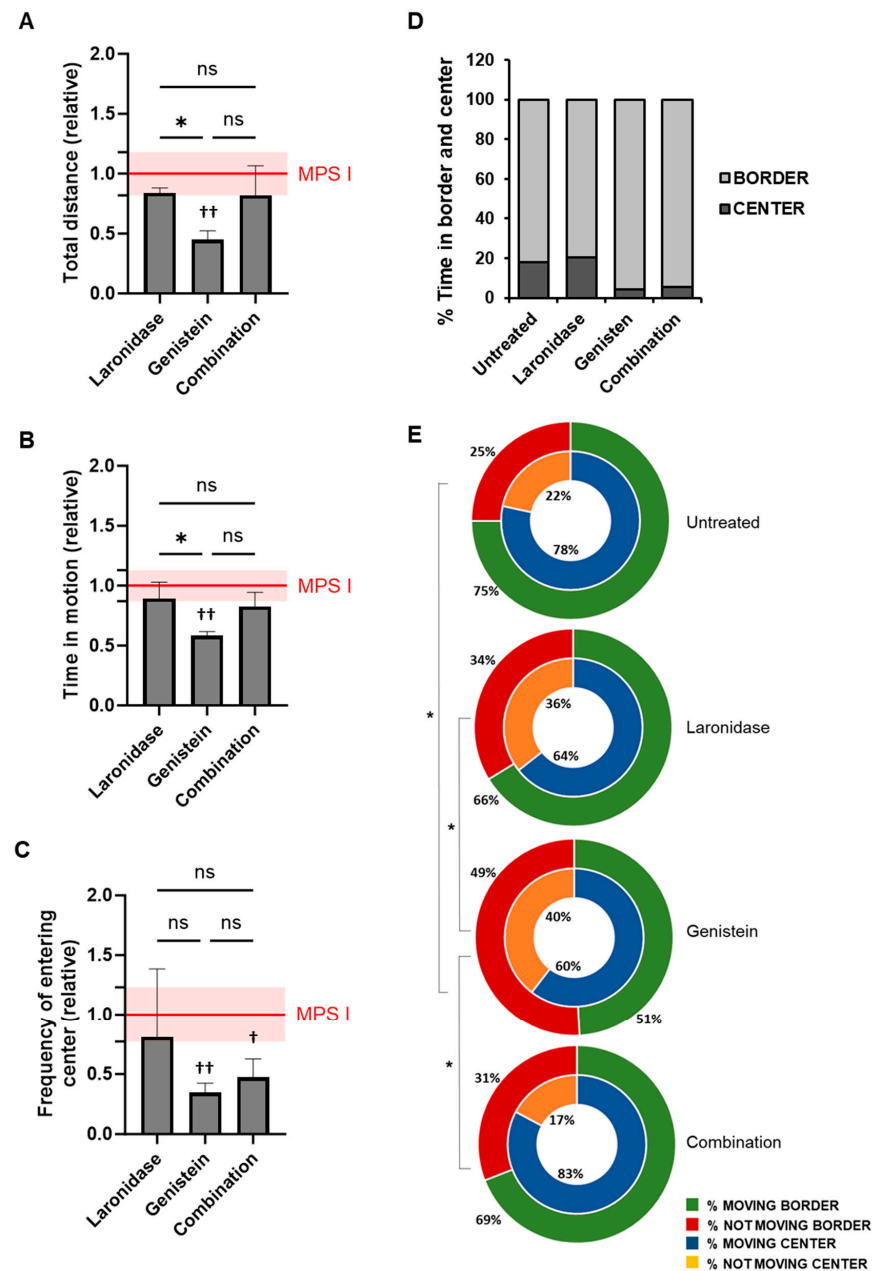 A
Total distance (relative)
2.0
1.5
1.0
0.5
0.0
ns
* ns
††
MPS I
Laronidase
Genistein
Combination
B
Time in motion (relative)
2.0
1.5
1.0
0.5
0.0
ns
* ns
††
MPS I
Laronidase
Genistein
Combination
C
Frequency of entering
center (relative)
2.0
1.5
1.0
0.5
0.0
ns
ns ns
†† †
MPS I
Laronidase
Genistein
Combination
D
% Time in border and center
120
100
80
60
40
20
0
BORDER
CENTER
Untreated
Laronidase
Genisten
Combination
E
25%
22%
78%
75%
Untreated
34%
36%
64%
66%
Laronidase
*
*
49%
40%
60%
51%
Genistein
*
31%
17%
83%
69%
Combination
% MOVING BORDER
% NOT MOVING BORDER
% MOVING CENTER
% NOT MOVING CENTER